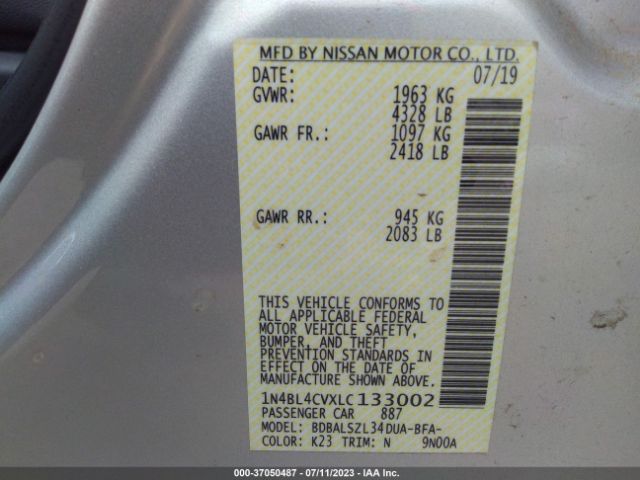 MFD BY NISSAN MOTOR CO., LTD.
DATE: 07/19
GVWR: 1963 KG
4328 LB
GAWR FR.: 1097 KG
2418 LB
GAWR RR.: 945 KG
2083 LB
THIS VEHICLE CONFORMS TO
ALL APPLICABLE FEDERAL
MOTOR VEHICLE SAFETY,
BUMPER, AND THEFT
PREVENTION STANDARDS IN
EFFECT ON THE DATE OF
MANUFACTURE SHOWN ABOVE.
1N4BL4CVXLC133002
PASSENGER CAR 887
MODEL: BDBALSZL34DUA-BFA-
COLOR: K23 TRIM: N 9N00A
000-37050487 - 07/11/2023 - IAAI.com